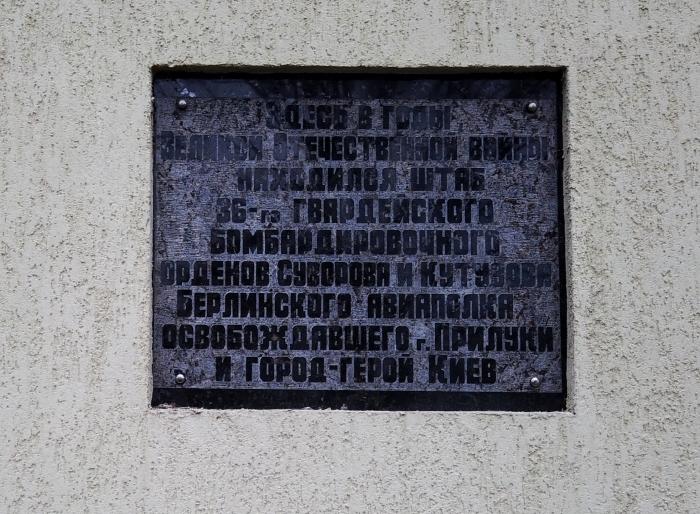 ЗДЕСЬ В ГОДЫ
ВЕЛИКОЙ ОТЕЧЕСТВЕННОЙ ВОЙНЫ
НАХОДИЛСЯ ШТАБ
36-го ГВАРДЕЙСКОГО
БОМБАРДИРОВОЧНОГО
ОРДЕНОВ СУВОРОВА И КУТУЗОВА
БЕРЛИНСКОГО АВИАПОЛКА
ОСВОБОЖДАВШЕГО г. ПРИЛУКИ
И ГОРОД-ГЕРОЙ КИЕВ